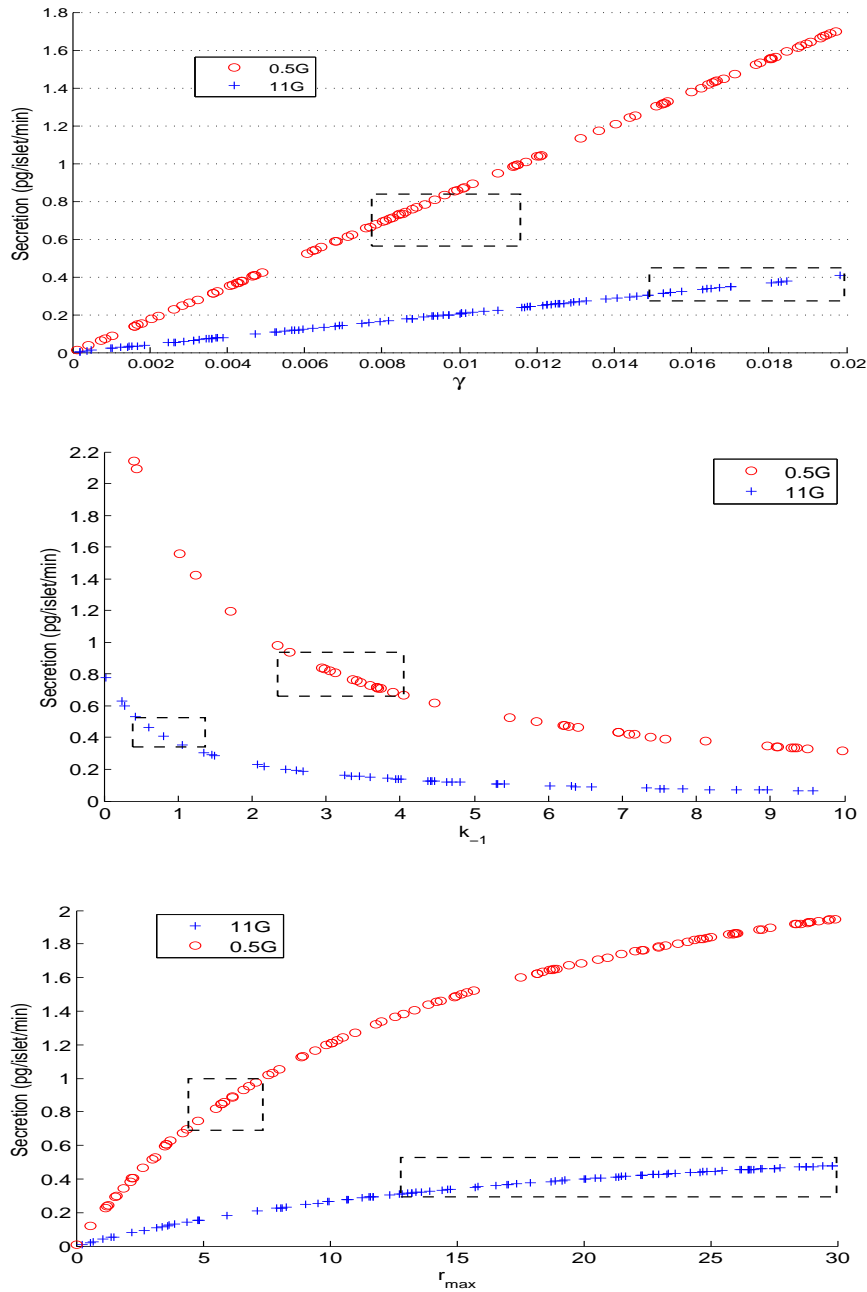 1.8
1.6
1.4
1.2
1
0.8
0.6
0.4
0.2
0
Secretion (pg/islet/min)
0.5G
11G
0 0.002 0.004 0.006 0.008 0.01 0.012 0.014 0.016 0.018 0.02
γ
2.2
2
1.8
1.6
1.4
1.2
1
0.8
0.6
0.4
0.2
0
Secretion (pg/islet/min)
0.5G
11G
0 1 2 3 4 5 6 7 8 9 10
k−1
2
1.8
1.6
1.4
1.2
1
0.8
0.6
0.4
0.2
0
Secretion (pg/islet/min)
11G
0.5G
0 5 10 15 20 25 30
rmax